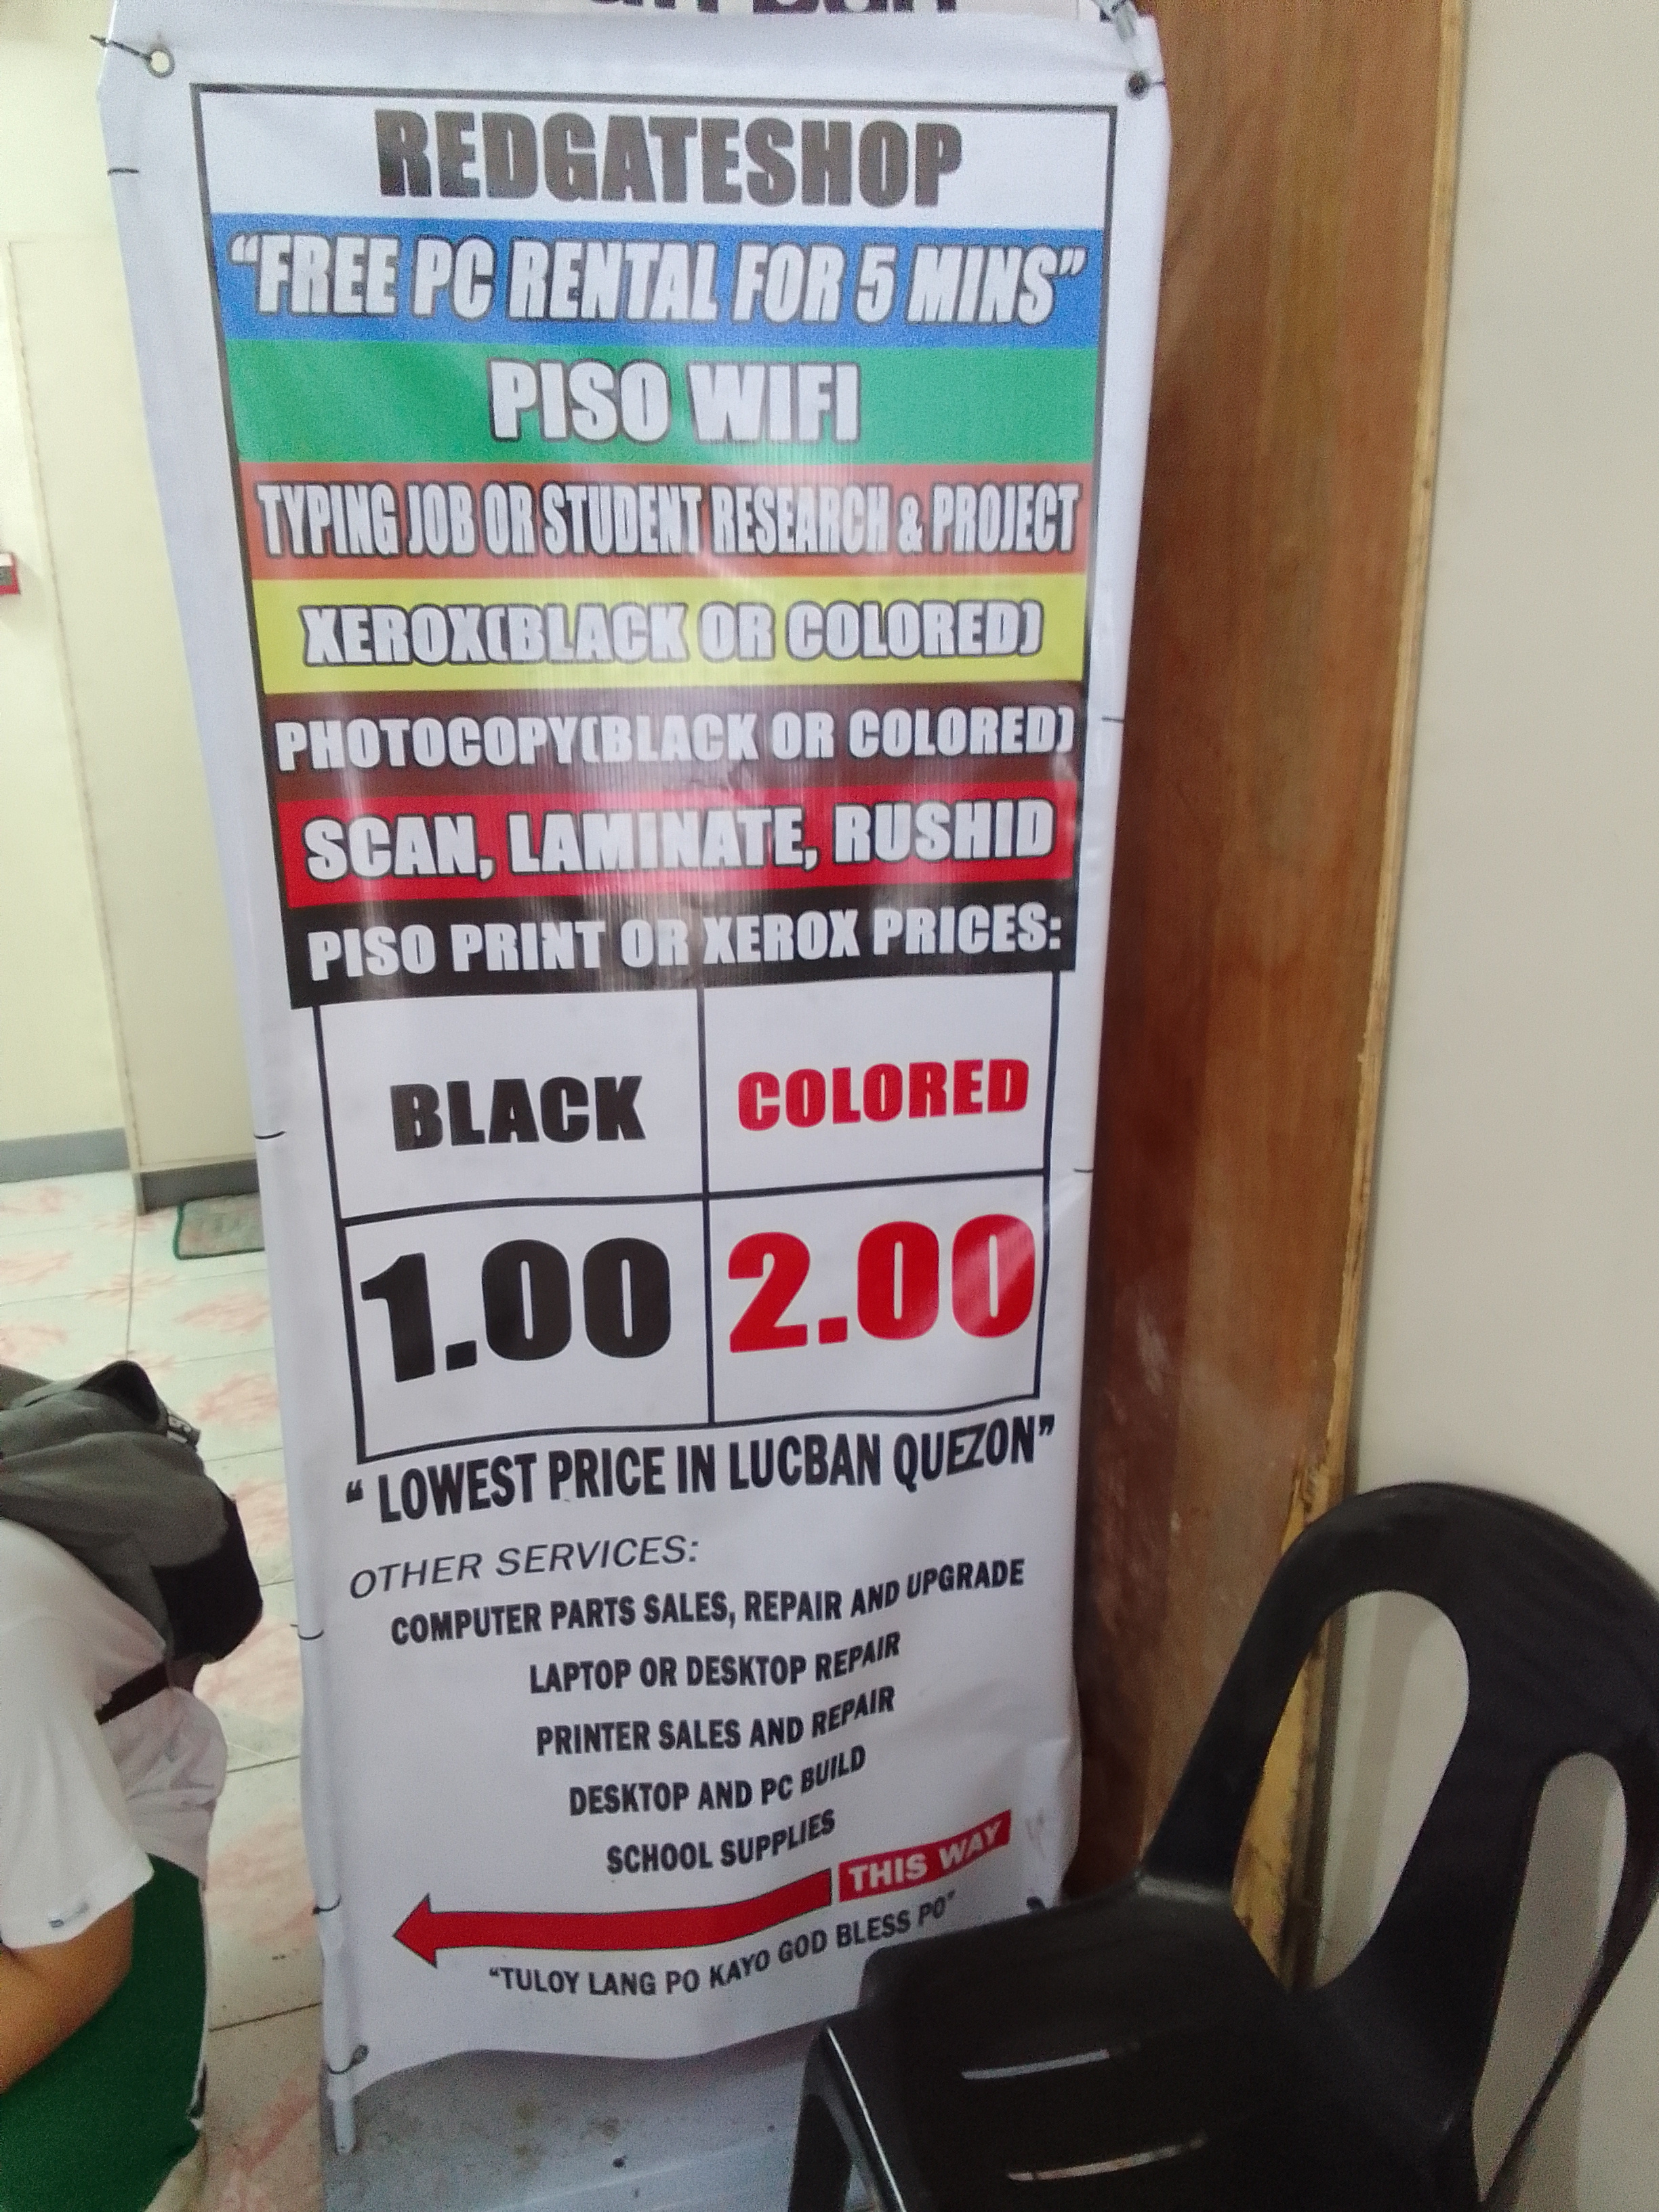 REDGATESHOP
"FREE PC RENTAL FOR 5 MINS"
PISO WIFI
TYPING JOB OR STUDENT RESEARCH & PROJECT
XEROX(BLACK OR COLORED)
PHOTOCOPY(BLACK OR COLORED)
SCAN, LAMINATE, RUSHID
PISO PRINT OR XEROX PRICES:
BLACK COLORED
1.00 2.00
" LOWEST PRICE IN LUCBAN QUEZON"
OTHER SERVICES:
COMPUTER PARTS SALES, REPAIR AND UPGRADE
LAPTOP OR DESKTOP REPAIR
PRINTER SALES AND REPAIR
DESKTOP AND PC BUILD
SCHOOL SUPPLIES
THIS WAY
"TULOY LANG PO KAYO GOD BLESS PO"